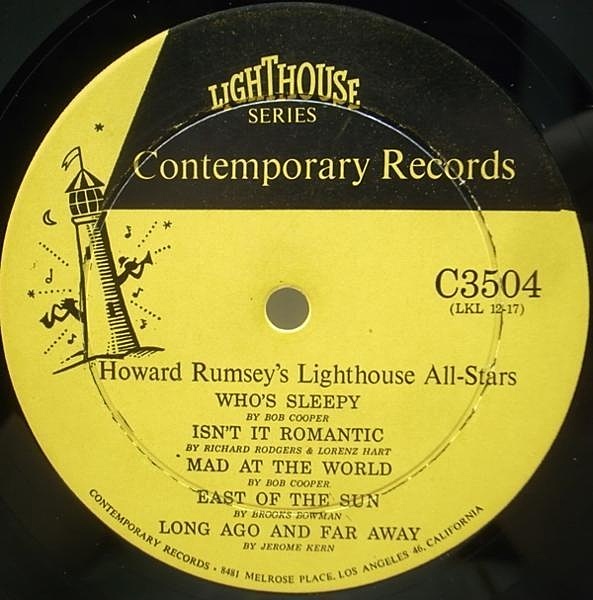 LIGHTHOUSE
SERIES
Contemporary Records
C3504
(LKL 12-17)
Howard Rumsey's Lighthouse All-Stars
WHO'S SLEEPY
BY BOB COOPER
ISN'T IT ROMANTIC
BY RICHARD RODGERS & LORENZ HART
MAD AT THE WORLD
BY BOB COOPER
EAST OF THE SUN
BY BROOKS BOWMAN
LONG AGO AND FAR AWAY
BY JEROME KERN
CONTEMPORARY RECORDS • 8481 MELROSE PLACE, LOS ANGELES 46, CALIFORNIA